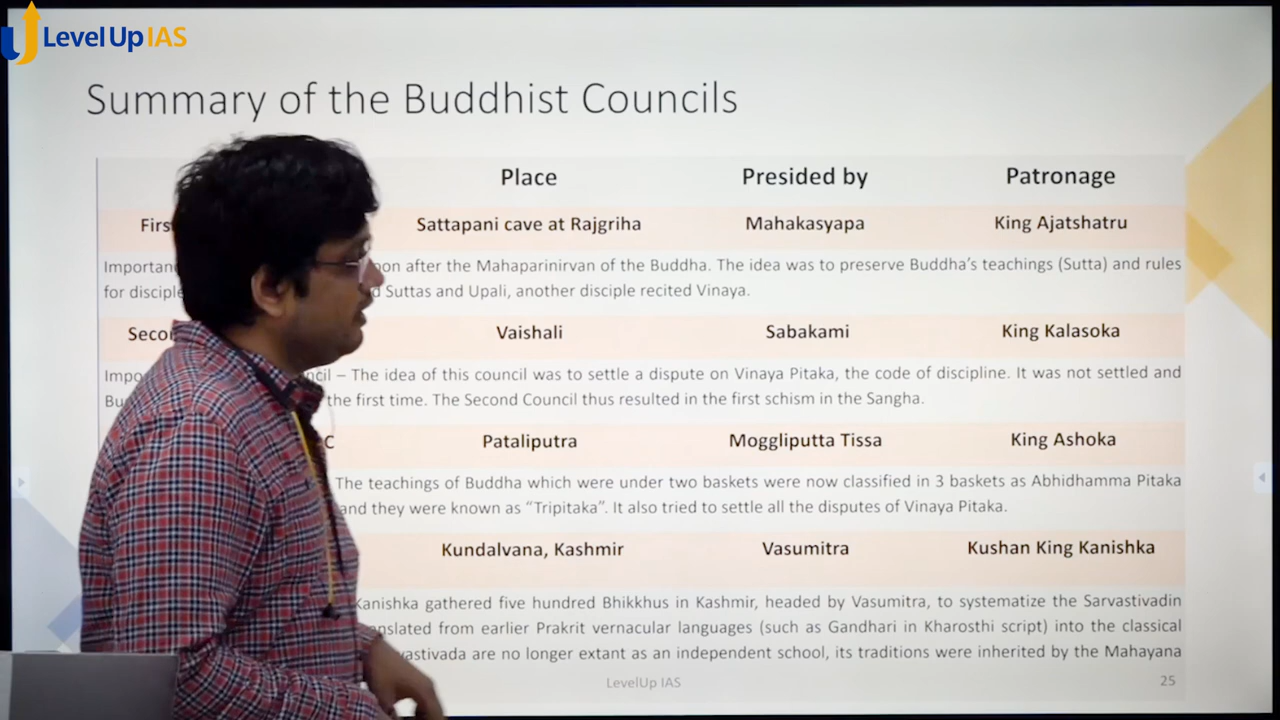 LevelUp IAS
Summary of the Buddhist Councils
Place Presided by Patronage
Sattapani cave at Rajgriha Mahakasyapa King Ajatshatru
after the Mahaparinirvan of the Buddha. The idea was to preserve Buddha's teachings (Sutta) and rules
for Suttas and Upali, another disciple recited Vinaya.
Vaishali Sabakami King Kalasoka
– The idea of this council was to settle a dispute on Vinaya Pitaka, the code of discipline. It was not settled and
the first time. The Second Council thus resulted in the first schism in the Sangha.
C Pataliputra Moggliputta Tissa King Ashoka
The teachings of Buddha which were under two baskets were now classified in 3 baskets as Abhidhamma Pitaka
and they were known as "Tripitaka". It also tried to settle all the disputes of Vinaya Pitaka.
Kundalvana, Kashmir Vasumitra Kushan King Kanishka
Kanishka gathered five hundred Bhikkhus in Kashmir, headed by Vasumitra, to systematize the Sarvastivadin
from earlier Prakrit vernacular languages (such as Gandhari in Kharosthi script) into the classical
are no longer extant as an independent school, its traditions were inherited by the Mahayana
LevelUp IAS 25